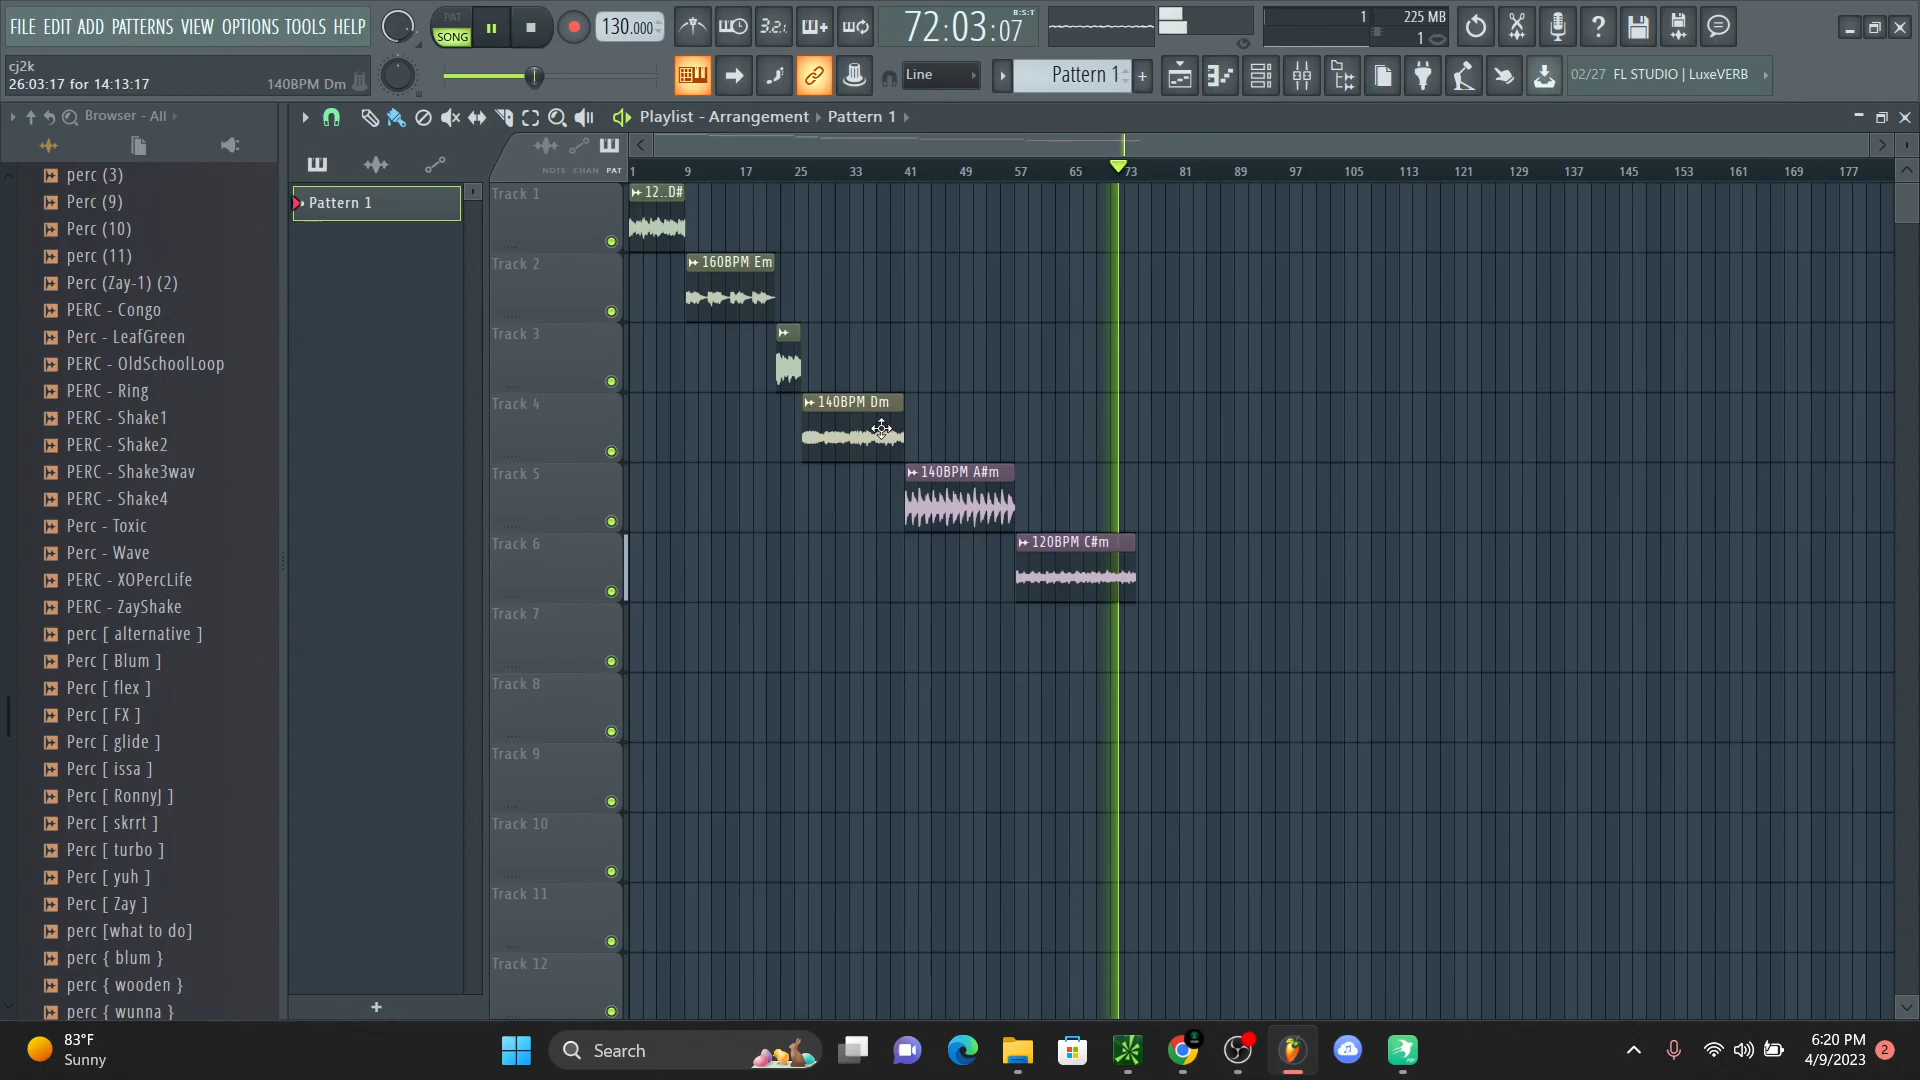 FILE EDIT ADD PATTERNS VIEW OPTIONS TOOLS HELP
PAT
SONG
130.000
3.2.
72:03:07
B:S:T
1
225 MB
1
cj2k
26:03:17 for 14:13:17
140BPM Dm
Line
Pattern 1
02/27 FL STUDIO | LuxeVERB
Browser - All
Playlist - Arrangement
Pattern 1
NOTE CHAN PAT
1 9 17 25 33 41 49 57 65 73 81 89 97 105 113 121 129 137 145 153 161 169 177
Pattern 1
perc (3)
Perc (9)
Perc (10)
perc (11)
Perc (Zay-1) (2)
PERC - Congo
Perc - LeafGreen
PERC - OldSchoolLoop
PERC - Ring
PERC - Shake1
PERC - Shake2
PERC - Shake3wav
PERC - Shake4
Perc - Toxic
Perc - Wave
PERC - XOPercLife
PERC - ZayShake
perc [ alternative ]
Perc [ Blum ]
Perc [ flex ]
Perc [ FX ]
Perc [ glide ]
Perc [ issa ]
Perc [ RonnyJ ]
Perc [ skrrt ]
Perc [ turbo ]
Perc [ yuh ]
Perc [ Zay ]
perc [what to do]
perc { blum }
perc { wooden }
perc { wunna }
Track 1
12..D#
Track 2
160BPM Em
Track 3
Track 4
140BPM Dm
Track 5
140BPM A#m
Track 6
120BPM C#m
Track 7
Track 8
Track 9
Track 10
Track 11
Track 12
83°F
Sunny
Search
6:20 PM
4/9/2023
2